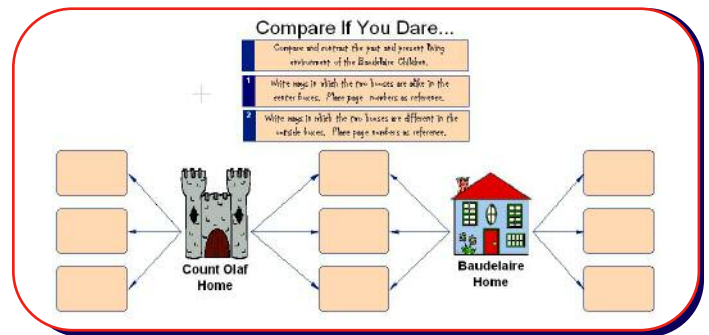 Compare If You Dare...
Compare and contrast the past and present living
environment of the Baudelaire Children.
1
Write ways in which the two houses are alike in the
center boxes. Place page numbers as reference.
2
Write ways in which the two houses are different in the
outside boxes. Place page numbers as reference.
Count Olaf
Home
Baudelaire
Home